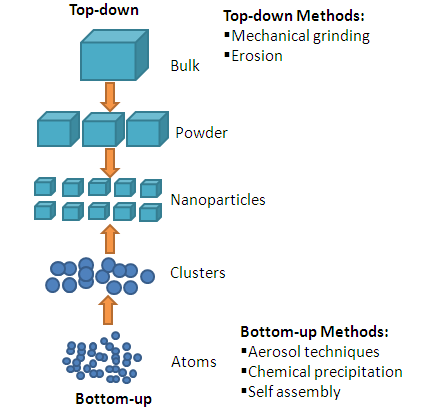 Top-down
Top-down Methods:
▪Mechanical grinding
▪Erosion
Bulk
Powder
Nanoparticles
Clusters
Atoms
Bottom-up
Bottom-up Methods:
▪Aerosol techniques
▪Chemical precipitation
▪Self assembly